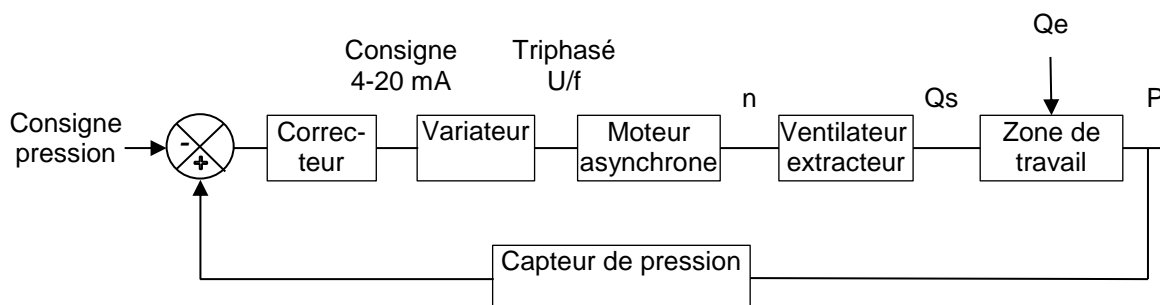 Qe
Consigne
4-20 mA
Triphasé
U/f
n
Qs
P
Consigne
pression
-
+
Correc-
teur
Variateur
Moteur
asynchrone
Ventilateur
extracteur
Zone de
travail
Capteur de pression